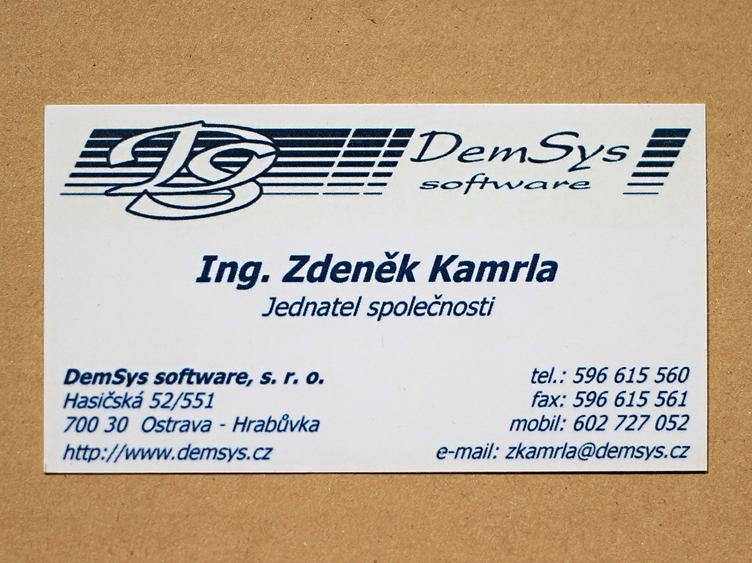 DS DemSys
software
Ing. Zdeněk Kamrla
Jednatel společnosti
DemSys software, s. r. o.
Hasičská 52/551
700 30 Ostrava - Hrabůvka
http://www.demsys.cz
tel.: 596 615 560
fax: 596 615 561
mobil: 602 727 052
e-mail: zkamrla@demsys.cz